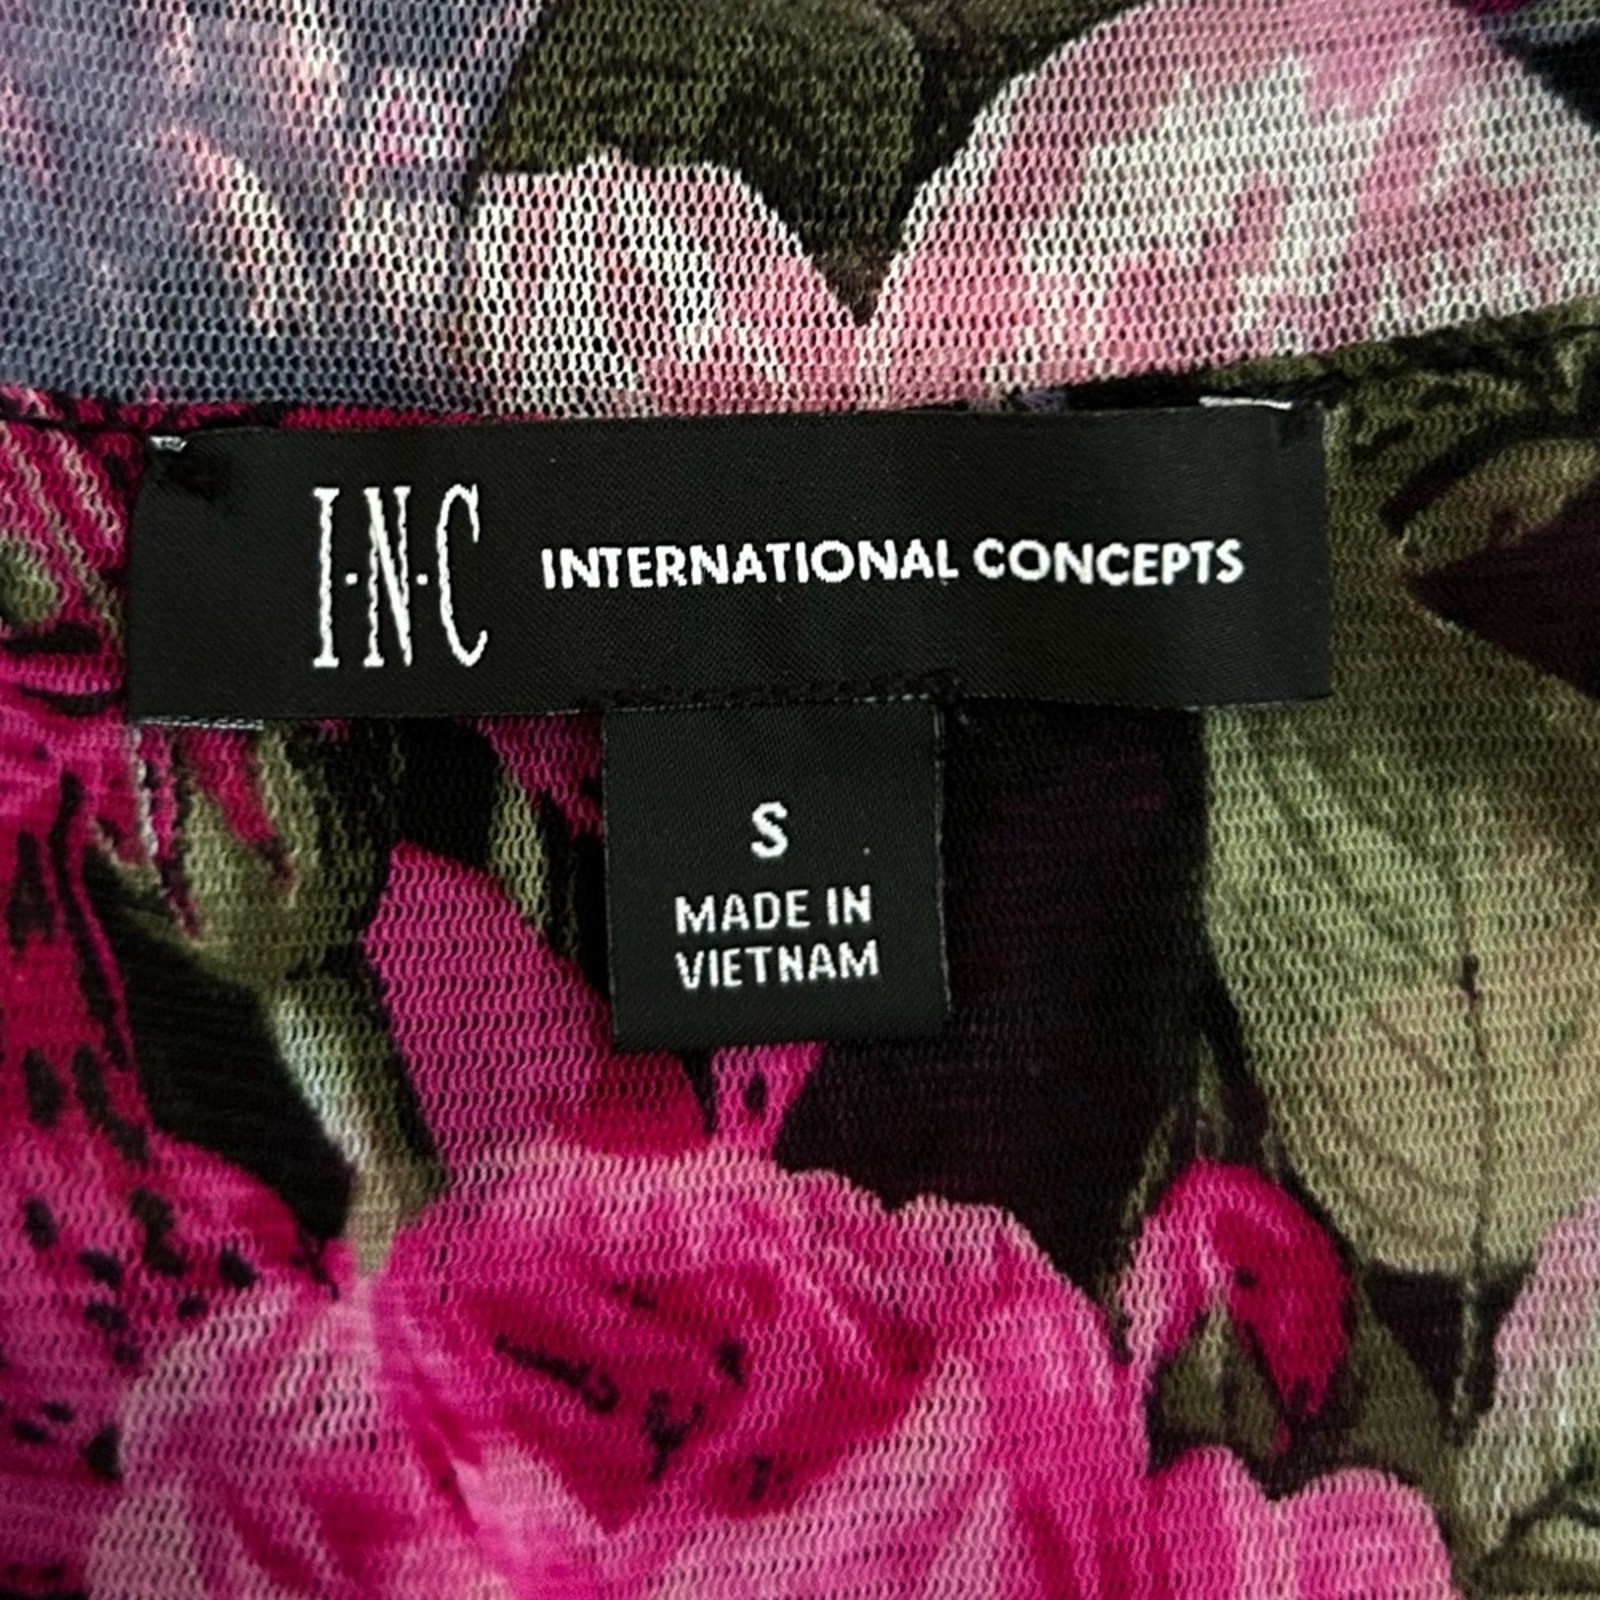 I·N·C INTERNATIONAL CONCEPTS
S
MADE IN
VIETNAM